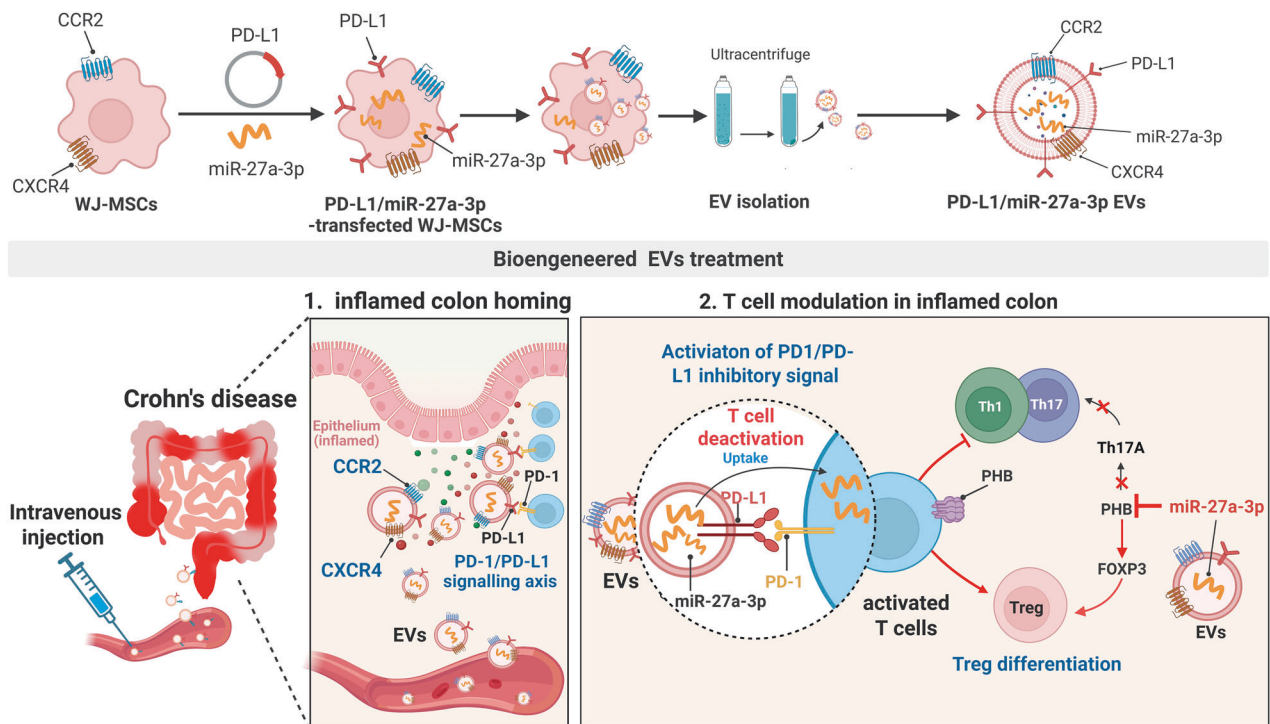 CCR2
PD-L1
miR-27a-3p
CXCR4
WJ-MSCs
PD-L1
miR-27a-3p
PD-L1/miR-27a-3p
-transfected WJ-MSCs
Ultracentrifuge
EV isolation
CCR2
PD-L1
miR-27a-3p
CXCR4
PD-L1/miR-27a-3p EVs
Bioengeneered EVs treatment
Crohn's disease
Intravenous
injection
1. inflamed colon homing
Epithelium
(inflamed)
CCR2
CXCR4
PD-1
PD-L1
PD-1/PD-L1
signalling axis
EVs
2. T cell modulation in inflamed colon
Activiaton of PD1/PD-
L1 inhibitory signal
T cell
deactivation
Uptake
PD-L1
PD-1
miR-27a-3p
EVs
PHB
activated
T cells
Th1
Th17
Th17A
PHB
miR-27a-3p
FOXP3
Treg
EVs
Treg differentiation